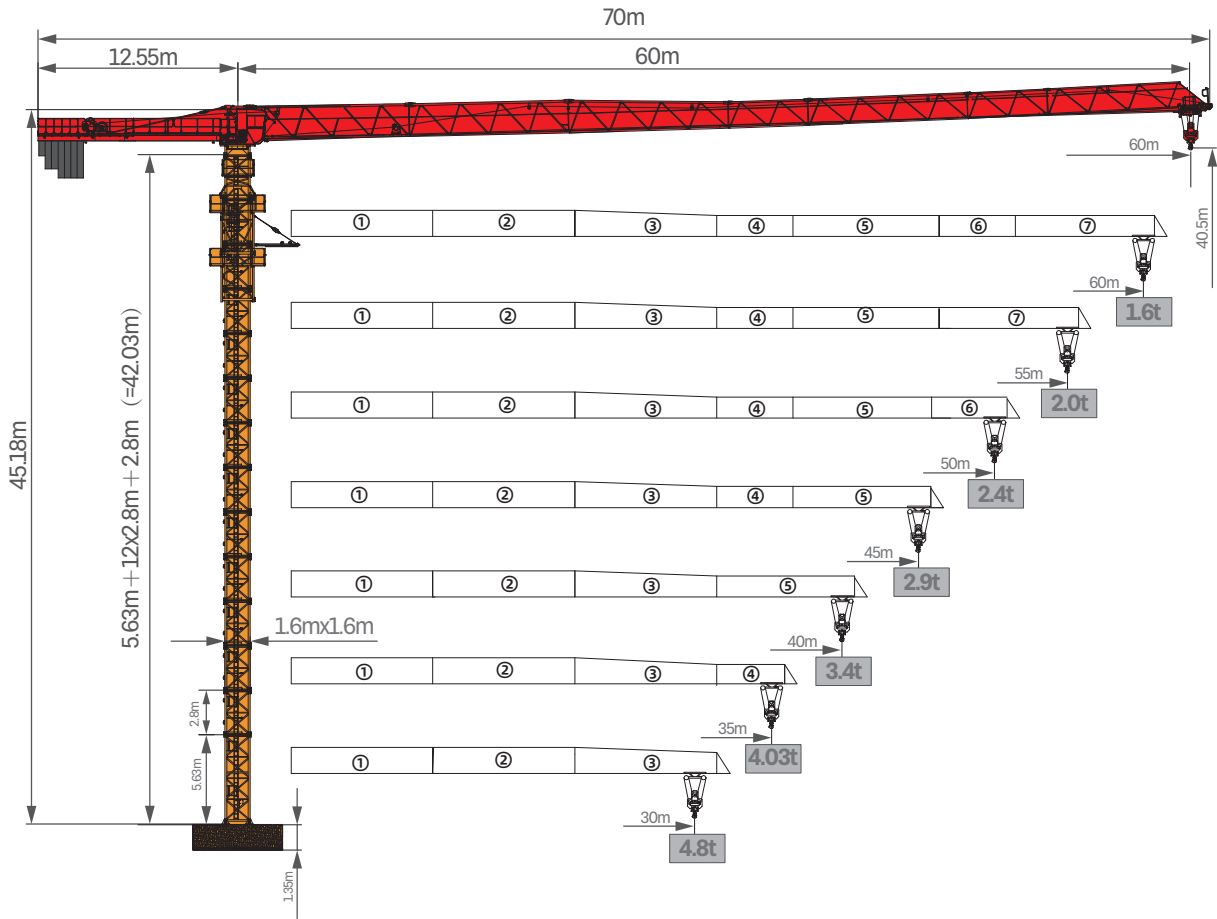 70m
12.55m
60m
60m
40.5m
① ② ③ ④ ⑤ ⑥ ⑦
60m
1.6t
① ② ③ ④ ⑤ ⑦
55m
2.0t
① ② ③ ④ ⑤ ⑥
50m
2.4t
① ② ③ ④ ⑤
45m
2.9t
① ② ③ ⑤
40m
3.4t
① ② ③ ④
35m
4.03t
① ② ③
30m
4.8t
45.18m
5.63m+12x2.8m+2.8m (=42.03m)
1.6mx1.6m
2.8m
5.63m
1.35m